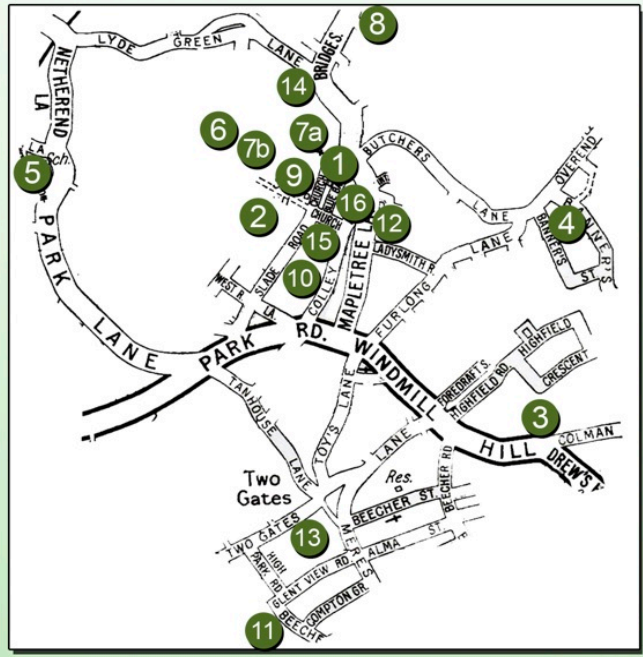 8
LYDE GREEN LANE
BRIDGES.
14
NETHEREND LA
7a
6
7b
BUTCHERS LANE
OVEREND
LA
Sch.
5
1
9
CHURCH
16
2
12
4
BANNER'S
BANNER'S ST.
CHURCH
15
SLADE ROAD
LADYSMITH R
FURLONG LANE
10
COLLEY LA.
MAPLETREE L
WEST R.
PARK LANE
PARK RD.
WINDMILL HILL
HIGHFIELD CRESCENT
FOREDRAFT S.
HIGHFIELD RD
3
COLMAN
DREW'S
TANHOUSE LANE
TOY'S LANE
LANE
Two
Gates
Res.
BEECHER RD
BEECHER ST.
TWO GATES
13
MERES
ALMA ST.
HIGH PARK RD
GLENT VIEW RD
COMPTON GR.
BEECHE
11